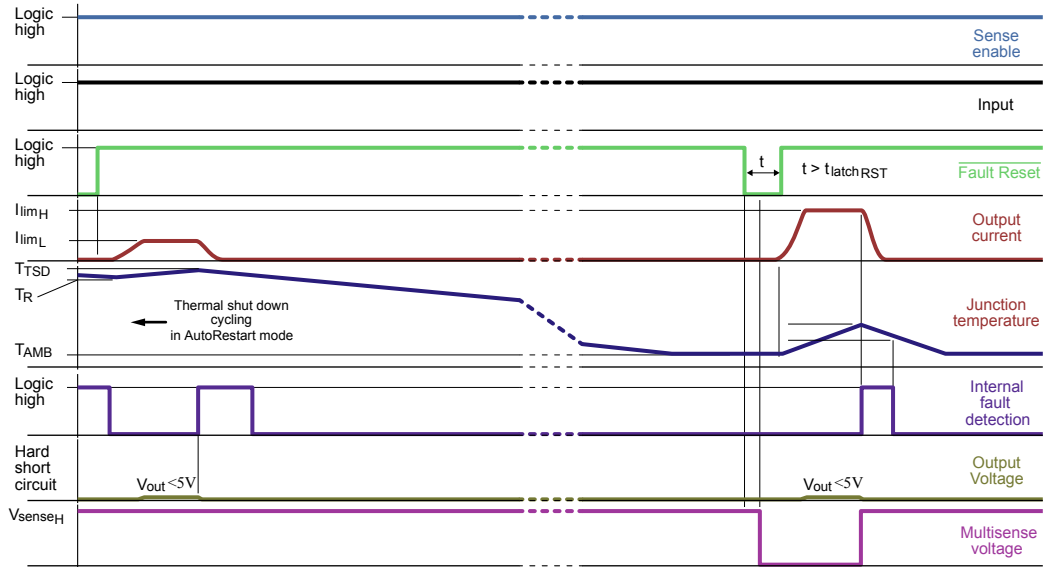 Logic
high
Sense
enable
Logic
high
Input
Logic
high
t
t > tlatchRST
Fault Reset
IlimH
Output
current
IlimL
TTSD
TR
Thermal shut down
cycling
in AutoRestart mode
Junction
temperature
TAMB
Logic
high
Internal
fault
detection
Hard
short
circuit
Vout <5V
Vout <5V
Output
Voltage
VsenseH
Multisense
voltage